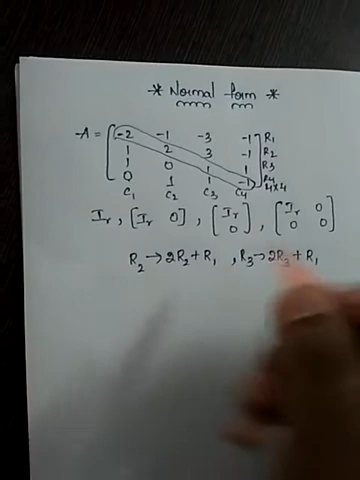 * Normal form *
A = [ -2 -1 -3 -1 ] R1
1 2 3 -1 R2
1 0 1 1 R3
0 1 1 -1 R4 4×4
C1 C2 C3 C4
Ir , [Ir 0] , [Ir 0] , [Ir 0 0 0]
R2 → 2R2 + R1 , R3 → 2R3 + R1